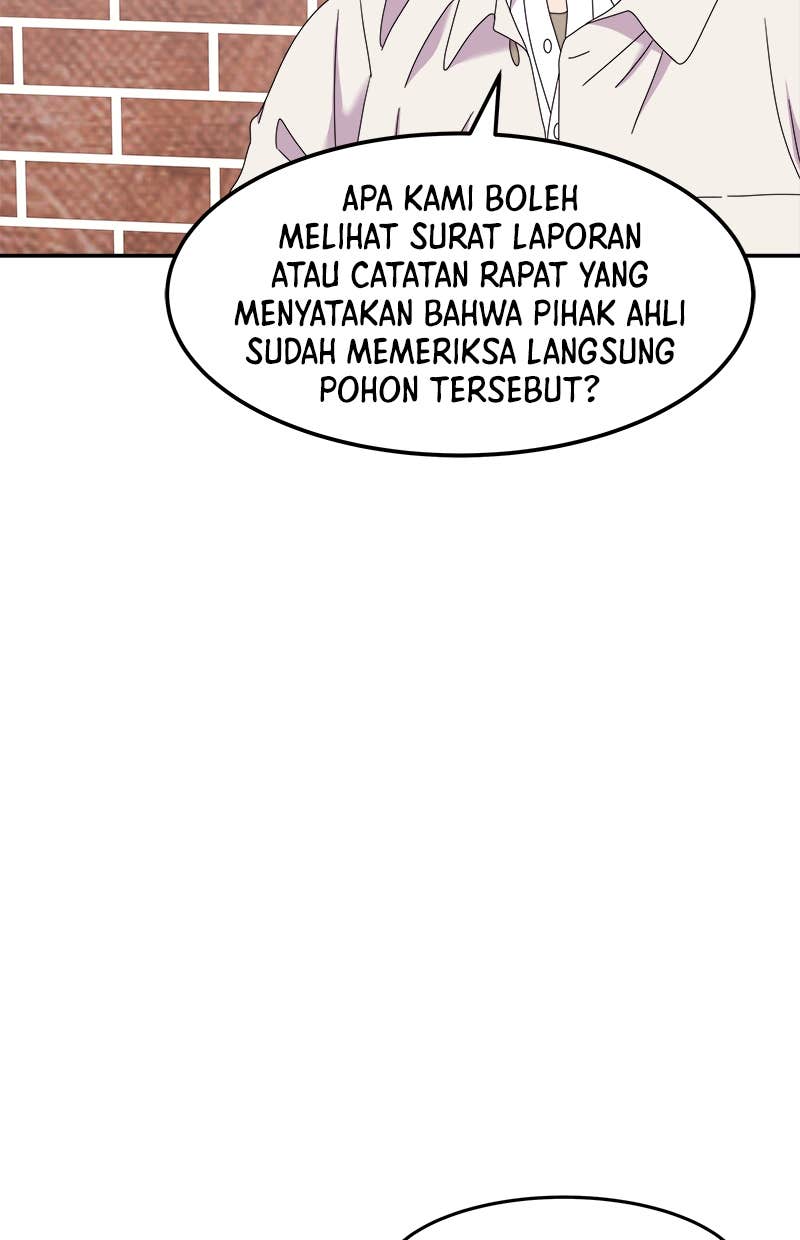 APA KAMI BOLEH
MELIHAT SURAT LAPORAN
ATAU CATATAN RAPAT YANG
MENYATAKAN BAHWA PIHAK AHLI
SUDAH MEMERIKSA LANGSUNG
POHON TERSEBUT?